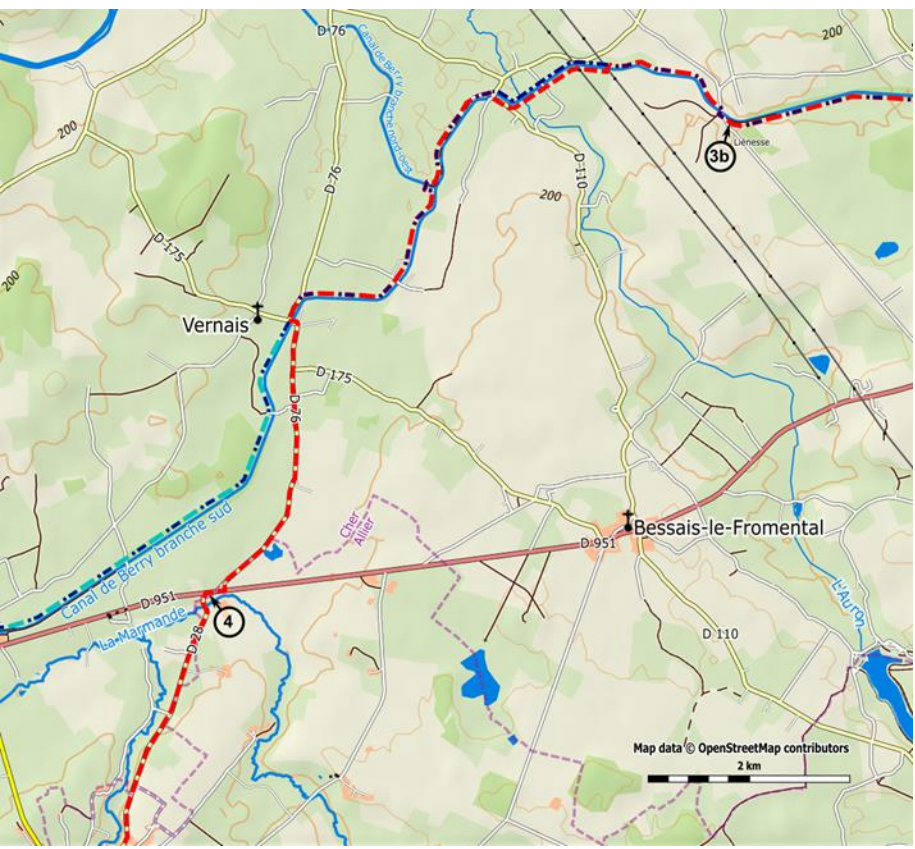 D 76
200
Canal de Berry branche nord-oest
200
D 76
D 110
3b
Liénesse
200
D 175
200
Vernais
D 175
D 76
Canal de Berry branche sud
Cher
Allier
Bessais-le-Fromental
D 951
D 951
4
La Marmande
D 28
L'Auron
D 110
Map data © OpenStreetMap contributors
2 km